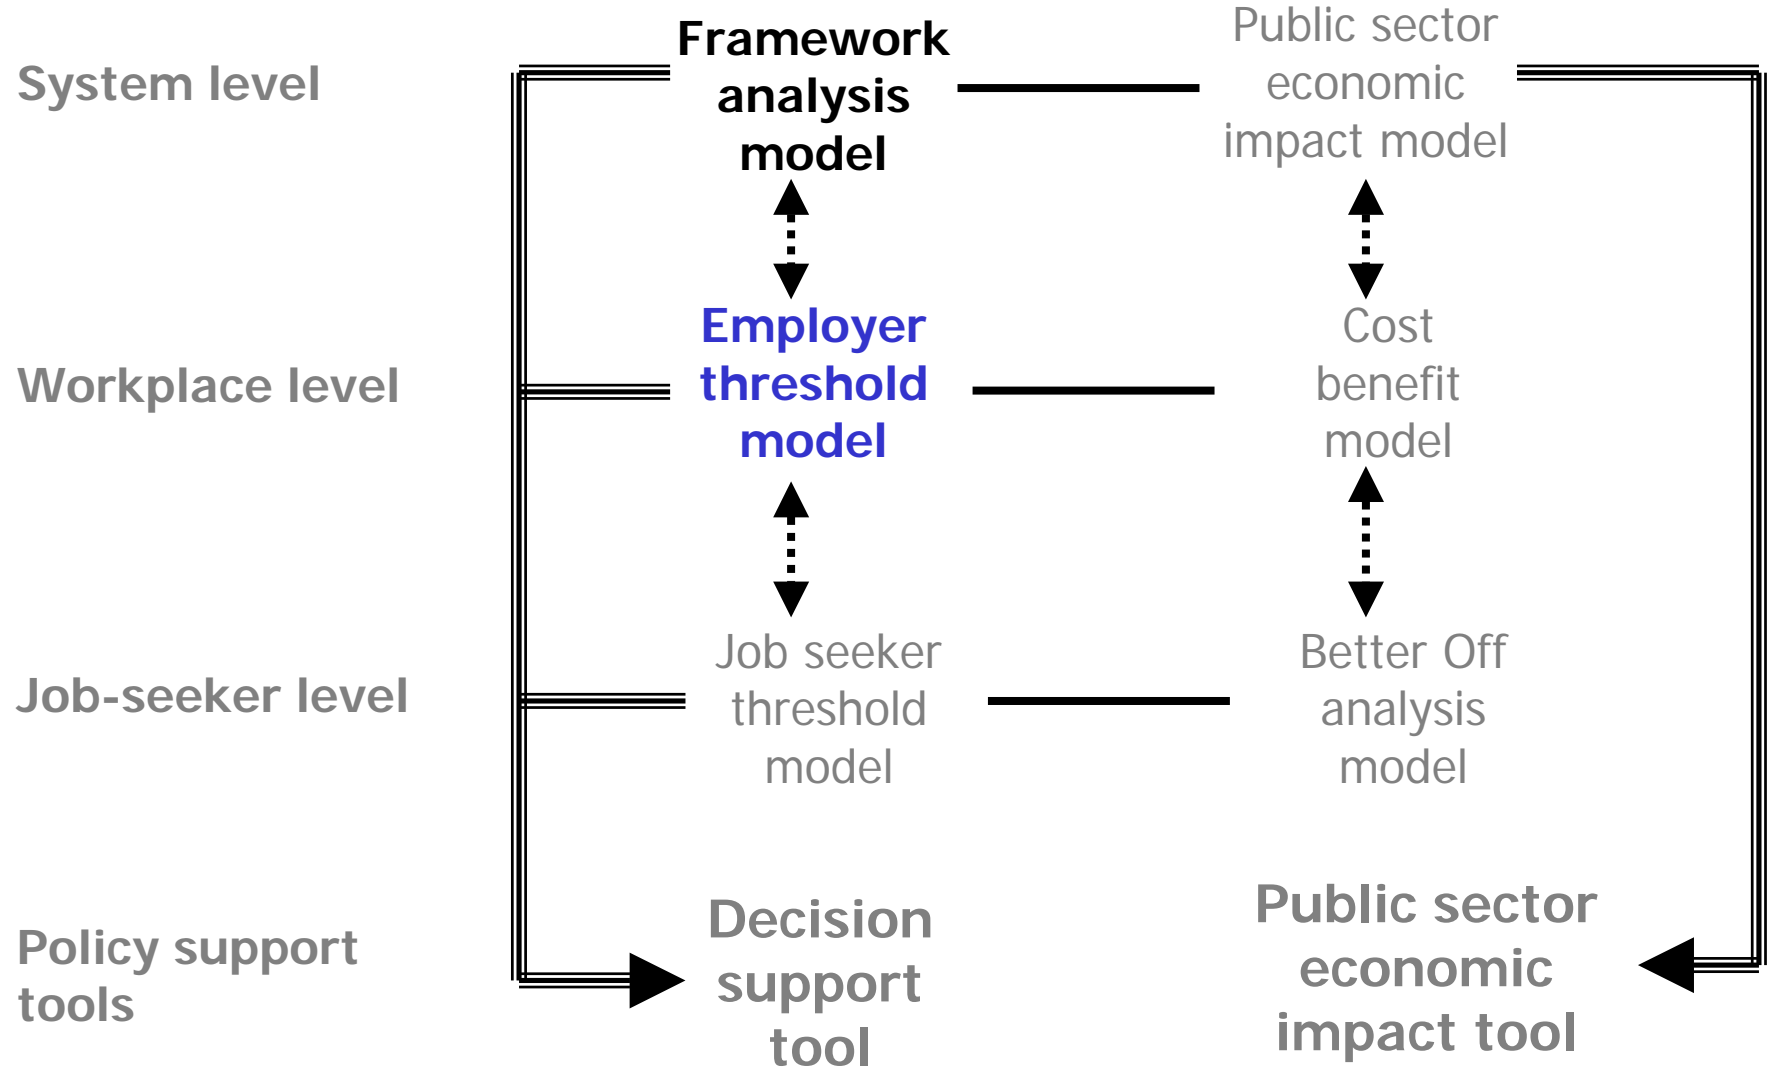 System level
Framework
analysis
model
Public sector
economic
impact model
Workplace level
Employer
threshold
model
Cost
benefit
model
Job-seeker level
Job seeker
threshold
model
Better Off
analysis
model
Policy support
tools
Decision
support
tool
Public sector
economic
impact tool